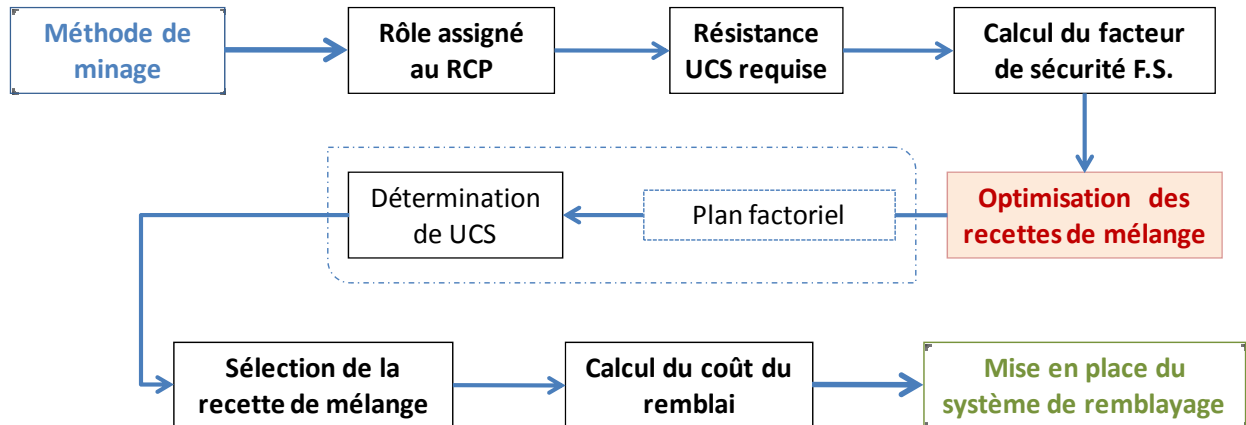 Méthode de
minage
Rôle assigné
au RCP
Résistance
UCS requise
Calcul du facteur
de sécurité F.S.
Optimisation des
recettes de mélange
Plan factoriel
Détermination
de UCS
Sélection de la
recette de mélange
Calcul du coût du
remblai
Mise en place du
système de remblayage